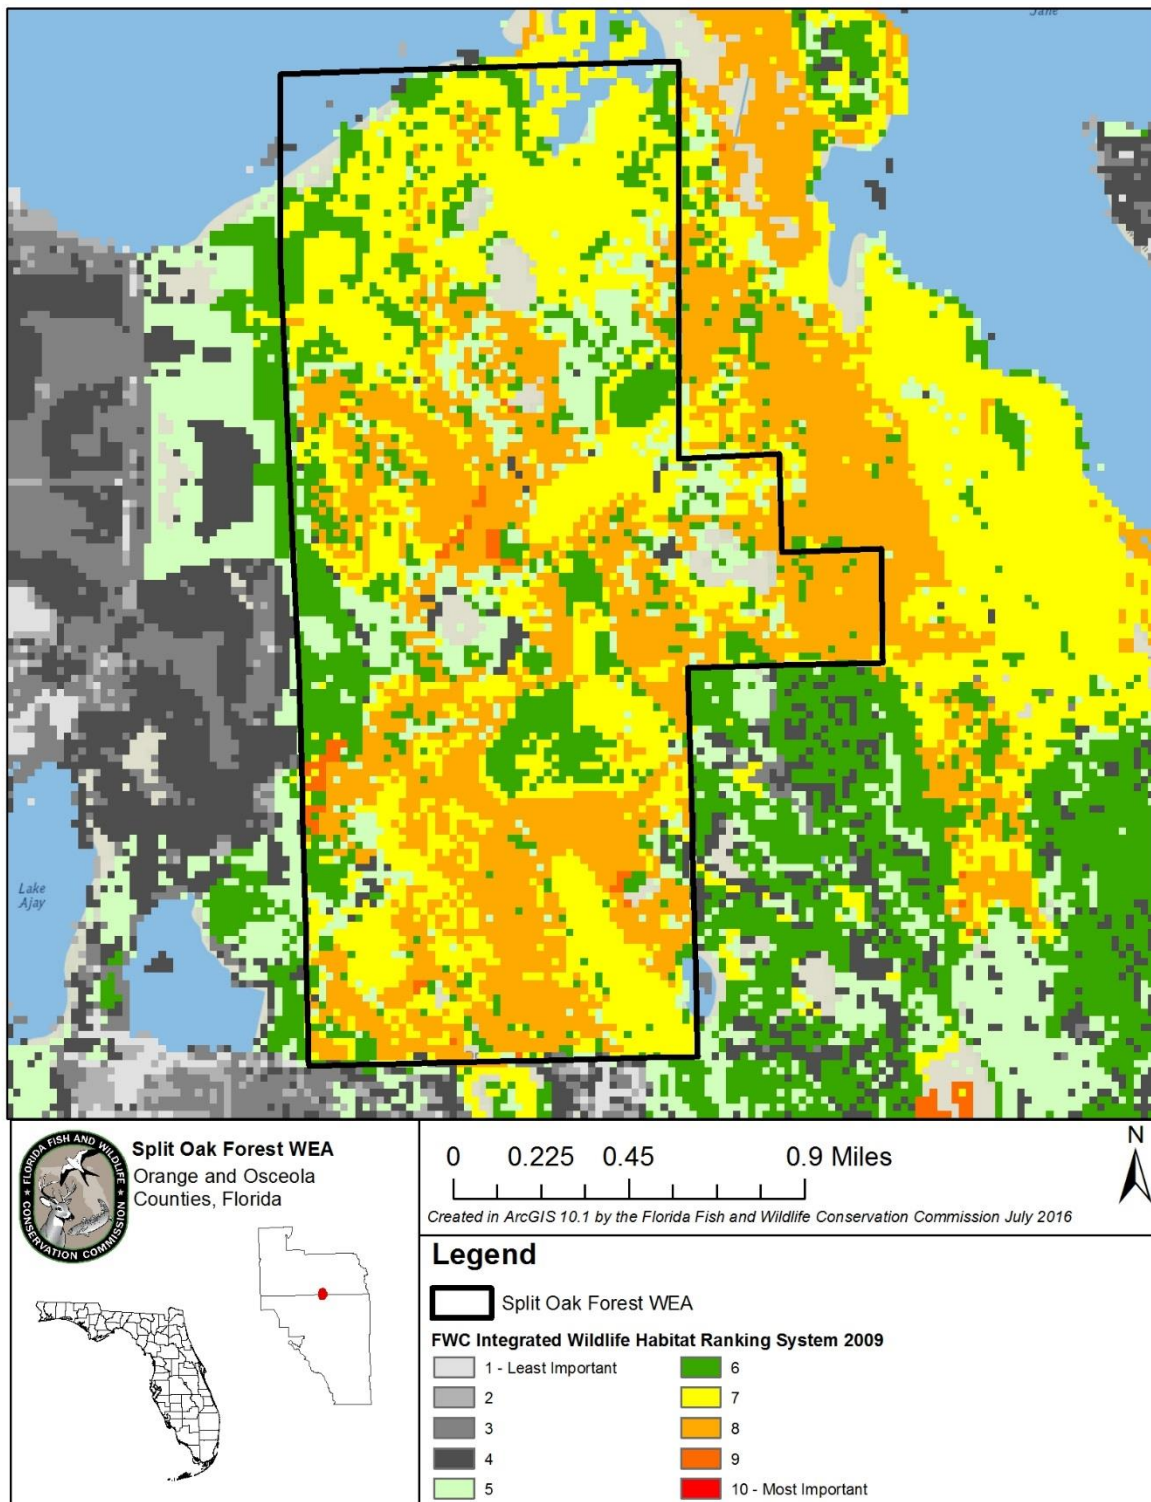 Jane
Lake
Ajay
FLORIDA FISH AND WILDLIFE
CONSERVATION COMMISSION
Split Oak Forest WEA
Orange and Osceola
Counties, Florida
0 0.225 0.45 0.9 Miles
N
Created in ArcGIS 10.1 by the Florida Fish and Wildlife Conservation Commission July 2016
Legend
Split Oak Forest WEA
FWC Integrated Wildlife Habitat Ranking System 2009
1 - Least Important
2
3
4
5
6
7
8
9
10 - Most Important